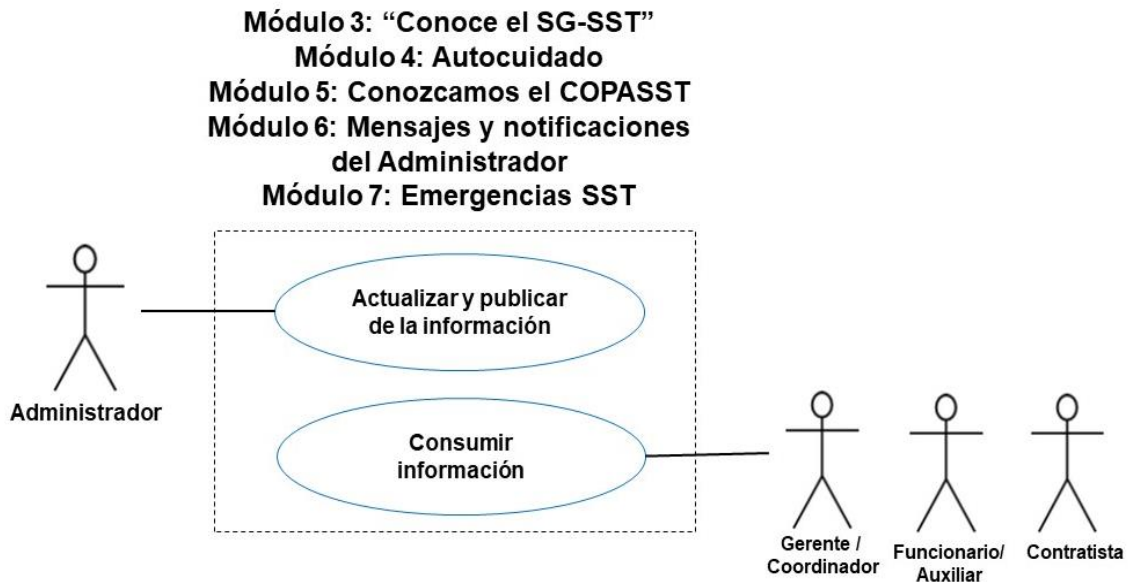 Módulo 3: “Conoce el SG-SST”
Módulo 4: Autocuidado
Módulo 5: Conozcamos el COPASST
Módulo 6: Mensajes y notificaciones
del Administrador
Módulo 7: Emergencias SST
Actualizar y publicar
de la información
Administrador
Consumir
información
Gerente /
Coordinador
Funcionario/
Auxiliar
Contratista